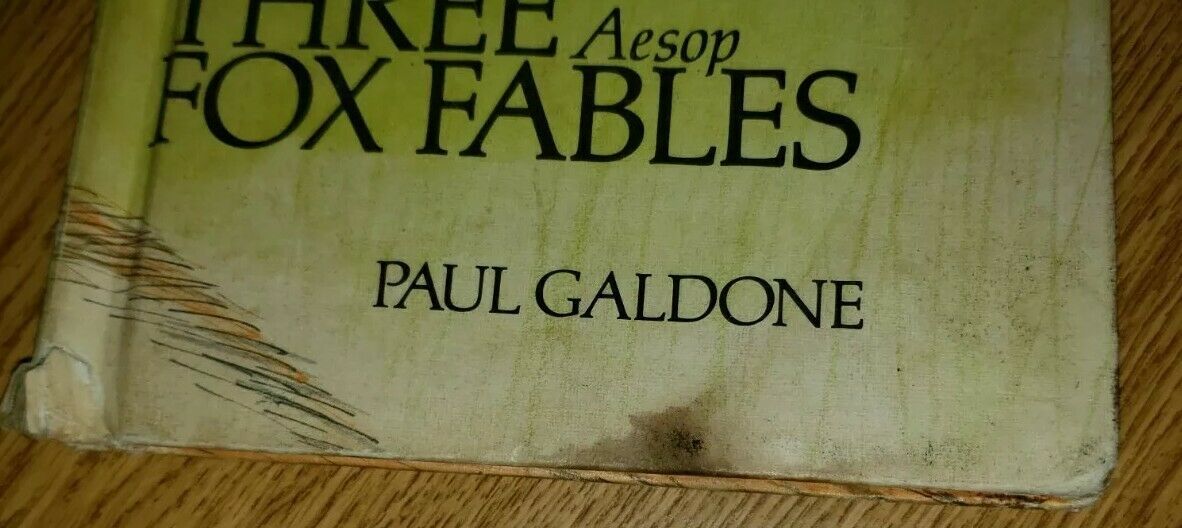 THREE Aesop
FOX FABLES
PAUL GALDONE